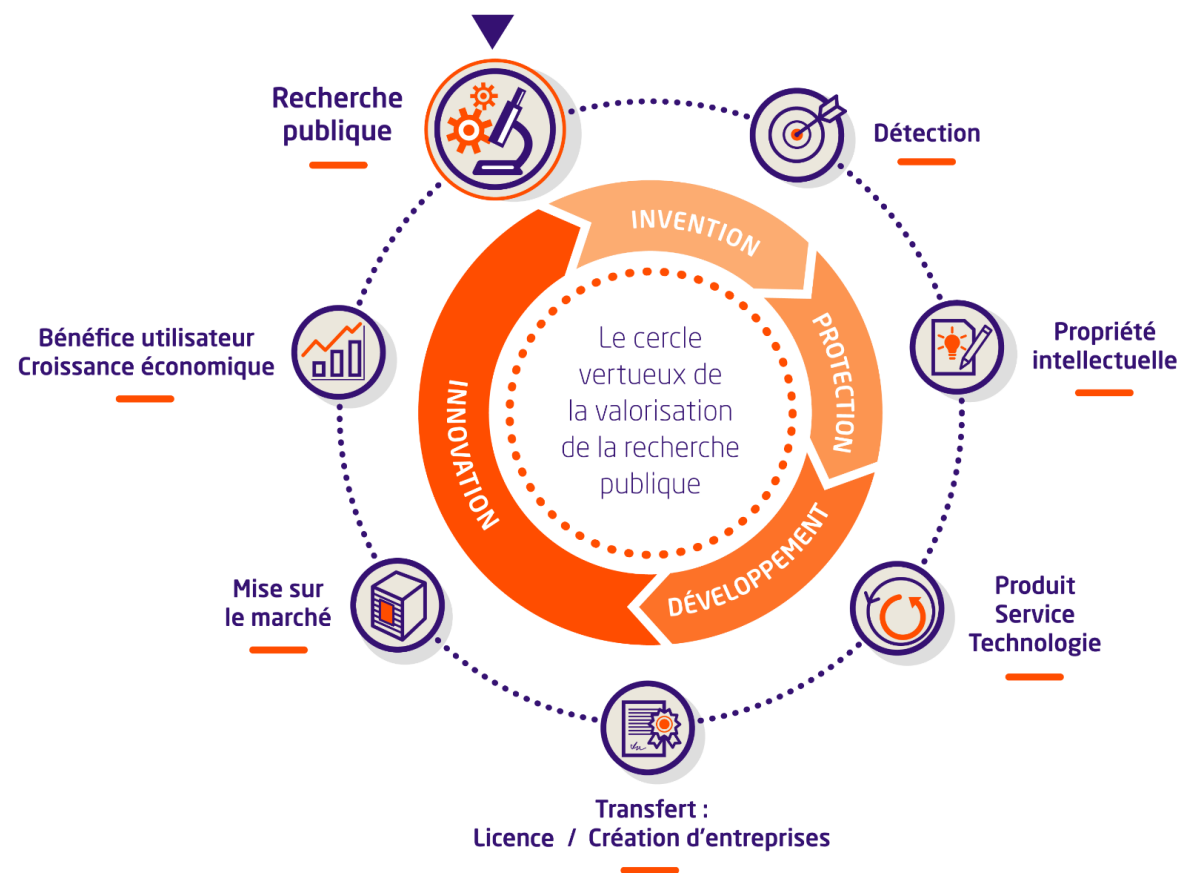 Recherche
publique
Détection
Propriété
intellectuelle
Produit
Service
Technologie
Transfert :
Licence / Création d'entreprises
Mise sur
le marché
Bénéfice utilisateur
Croissance économique
INVENTION
PROTECTION
DÉVELOPPEMENT
INNOVATION
Le cercle
vertueux de
la valorisation
de la recherche
publique